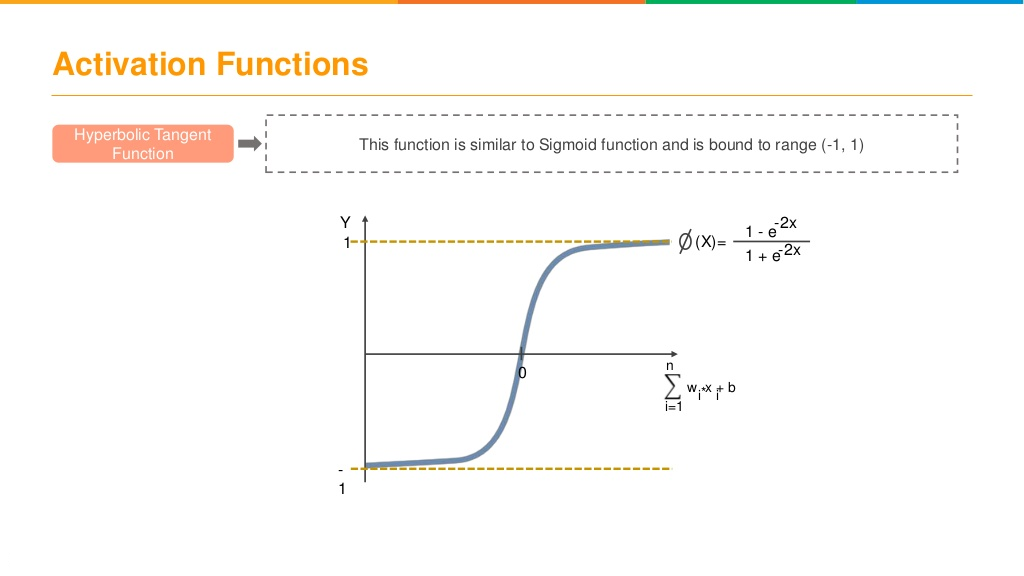 Activation Functions
Hyperbolic Tangent
Function
This function is similar to Sigmoid function and is bound to range (-1, 1)
Y
1
∅(X)= 1 - e-2x
1 + e-2x
0
n
∑ wi*xi + b
i=1
-
1